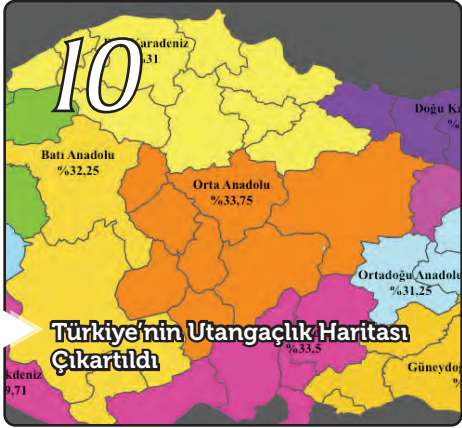 10
Karadeniz
%31
Doğu
Batı Anadolu
%32,25
Orta Anadolu
%33,75
Ortadoğu Anadolu
%31,25
Türkiye'nin Utangaçlık Haritası
Çıkartıldı
%33,5
kdeniz
9,71
Güneydoğ
%